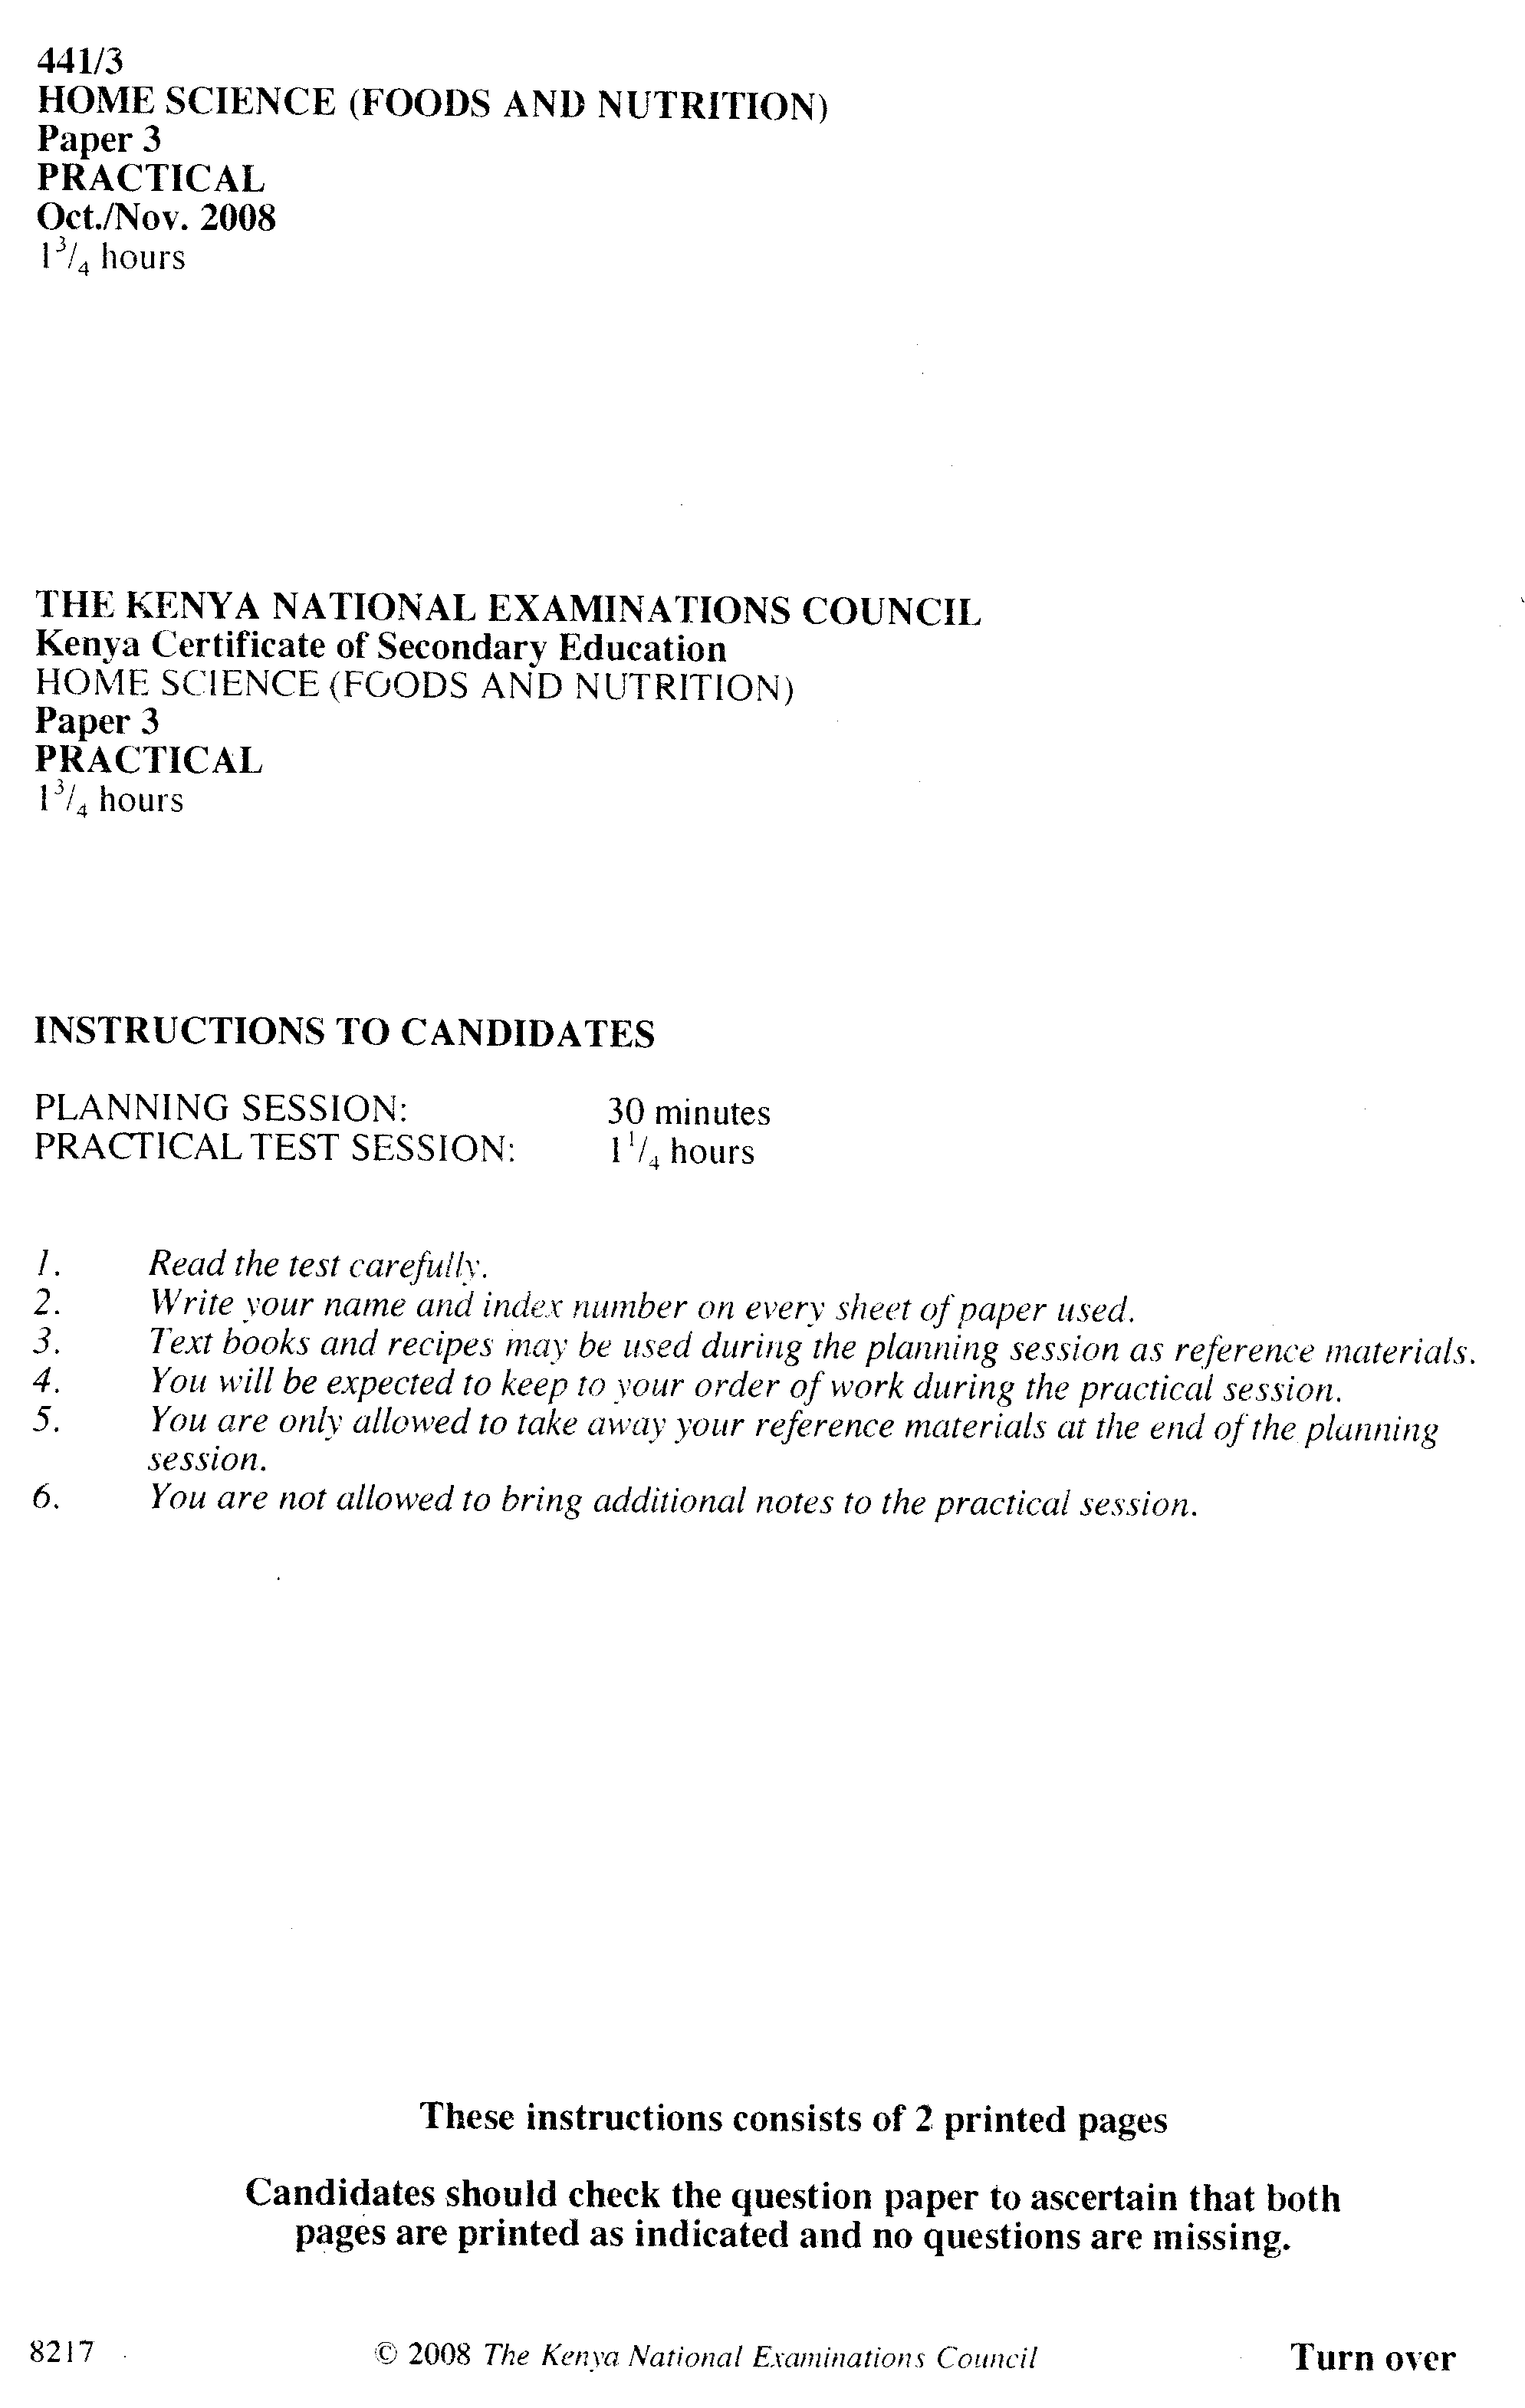 441/3
HOME SCIENCE (FOODS AND NUTRITION)
Paper 3
PRACTICAL
Oct./Nov. 2008
1 3/4 hours
THE KENYA NATIONAL EXAMINATIONS COUNCIL
Kenya Certificate of Secondary Education
HOME SCIENCE (FOODS AND NUTRITION)
Paper 3
PRACTICAL
1 3/4 hours
INSTRUCTIONS TO CANDIDATES
PLANNING SESSION: 30 minutes
PRACTICAL TEST SESSION: 1 1/4 hours
1. Read the test carefully.
2. Write your name and index number on every sheet of paper used.
3. Text books and recipes may be used during the planning session as reference materials.
4. You will be expected to keep to your order of work during the practical session.
5. You are only allowed to take away your reference materials at the end of the planning
session.
6. You are not allowed to bring additional notes to the practical session.
These instructions consists of 2 printed pages
Candidates should check the question paper to ascertain that both
pages are printed as indicated and no questions are missing.
8217 © 2008 The Kenya National Examinations Council Turn over